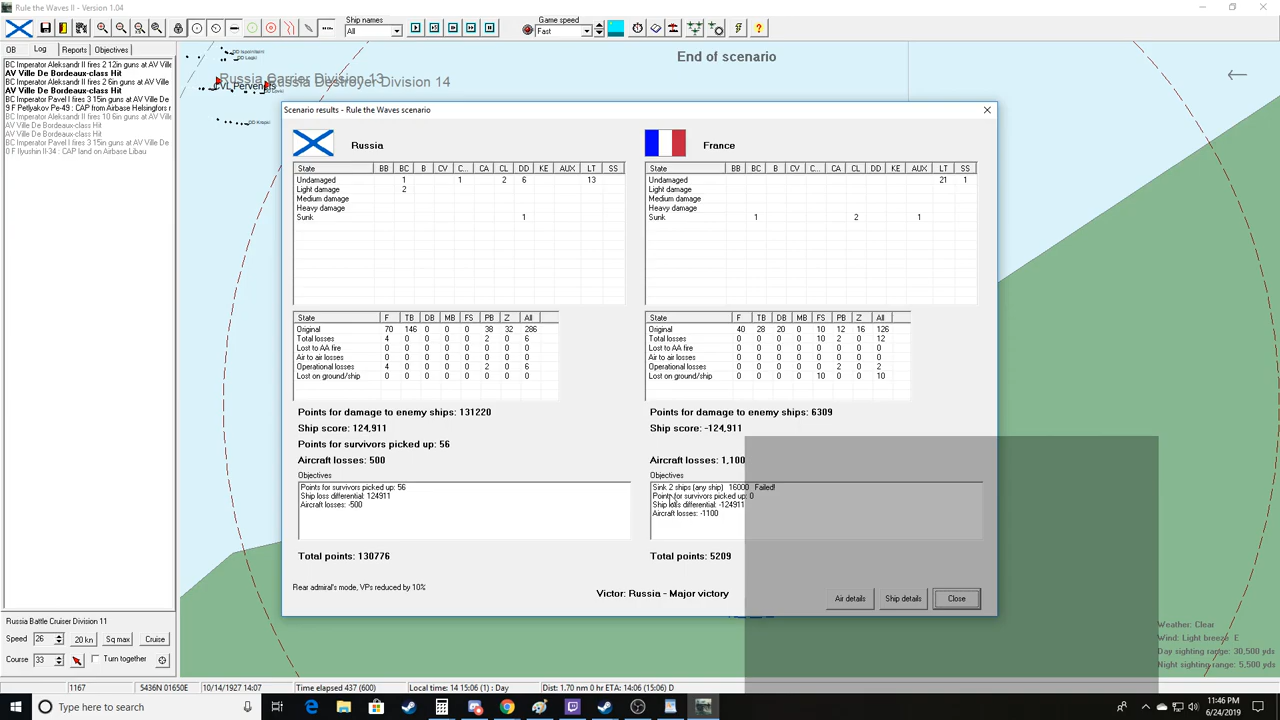 Rule the Waves II - Version 1.04
Ship names
All
Game speed
Fast
OB Log Reports Objectives
BC Imperator Aleksandr II fires 2 12in guns at AV Ville
AV Ville De Bordeaux-class Hit
BC Imperator Aleksandr II fires 2 6in guns at AV Vill
AV Ville De Bordeaux-class Hit
BC Imperator Pavel I fires 3 15in guns at AV Ville De
9 F Petlyakov Pe-49 : CAP from Airbase Helsingfors r
BC Imperator Aleksandr II fires 10 6in guns at AV Vil
AV Ville De Bordeaux-class Hit
AV Ville De Bordeaux-class Hit
BC Imperator Pavel I fires 3 15in guns at AV Ville De
0 F Ilyushin II-34 : CAP land on Airbase Libau
Russia Barrier Division 13
Russia Destroyer Division 14
CVL Pervenets
End of scenario
Scenario results - Rule the Waves scenario
Russia
State BB BC B CV C... CA CL DD KE AUX LT SS
Undamaged 1 1 2 6 13
Light damage 2
Medium damage
Heavy damage
Sunk 1
State F TB DB MB FS PB Z All
Original 70 146 0 0 0 38 32 286
Total losses 4 0 0 0 0 2 0 6
Lost to AA fire 0 0 0 0 0 0 0 0
Air to air losses 0 0 0 0 0 0 0 0
Operational losses 4 0 0 0 0 2 0 6
Lost on ground/ship 0 0 0 0 0 0 0 0
Points for damage to enemy ships: 131220
Ship score: 124,911
Points for survivors picked up: 56
Aircraft losses: 500
Objectives
Points for survivors picked up: 56
Ship loss differential: 124911
Aircraft losses: -500
Total points: 130776
Rear admiral's mode, VPs reduced by 10%
France
State BB BC B CV C... CA CL DD KE AUX LT SS
Undamaged 21 1
Light damage
Medium damage
Heavy damage
Sunk 1 2 1
State F TB DB MB FS PB Z All
Original 40 28 20 0 10 12 16 126
Total losses 0 0 0 0 10 2 0 12
Lost to AA fire 0 0 0 0 0 0 0 0
Air to air losses 0 0 0 0 0 0 0 0
Operational losses 0 0 0 0 0 2 0 2
Lost on ground/ship 0 0 0 0 10 0 0 10
Points for damage to enemy ships: 6309
Ship score: -124,911
Aircraft losses: 1,100
Objectives
Sink 2 ships (any ship) 16000 Failed!
Points for survivors picked up: 0
Ship loss differential: -124911
Aircraft losses: -1100
Total points: 5209
Victor: Russia - Major victory
Air details Ship details Close
Russia Battle Cruiser Division 11
Speed 26 20 kn Sq max Cruise
Course 33 Turn together
Weather: Clear
Wind: Light breeze E
Day sighting range: 30,500 yds
Night sighting range: 5,500 yds
1167 5436N 01650E 10/14/1927 14:07 Time elapsed 437 (600) Local time: 14 15:06 (1) : Day Dist: 1.70 nm 0 hr ETA: 14:06 (15:06) D
Type here to search
11:46 PM
6/24/2019